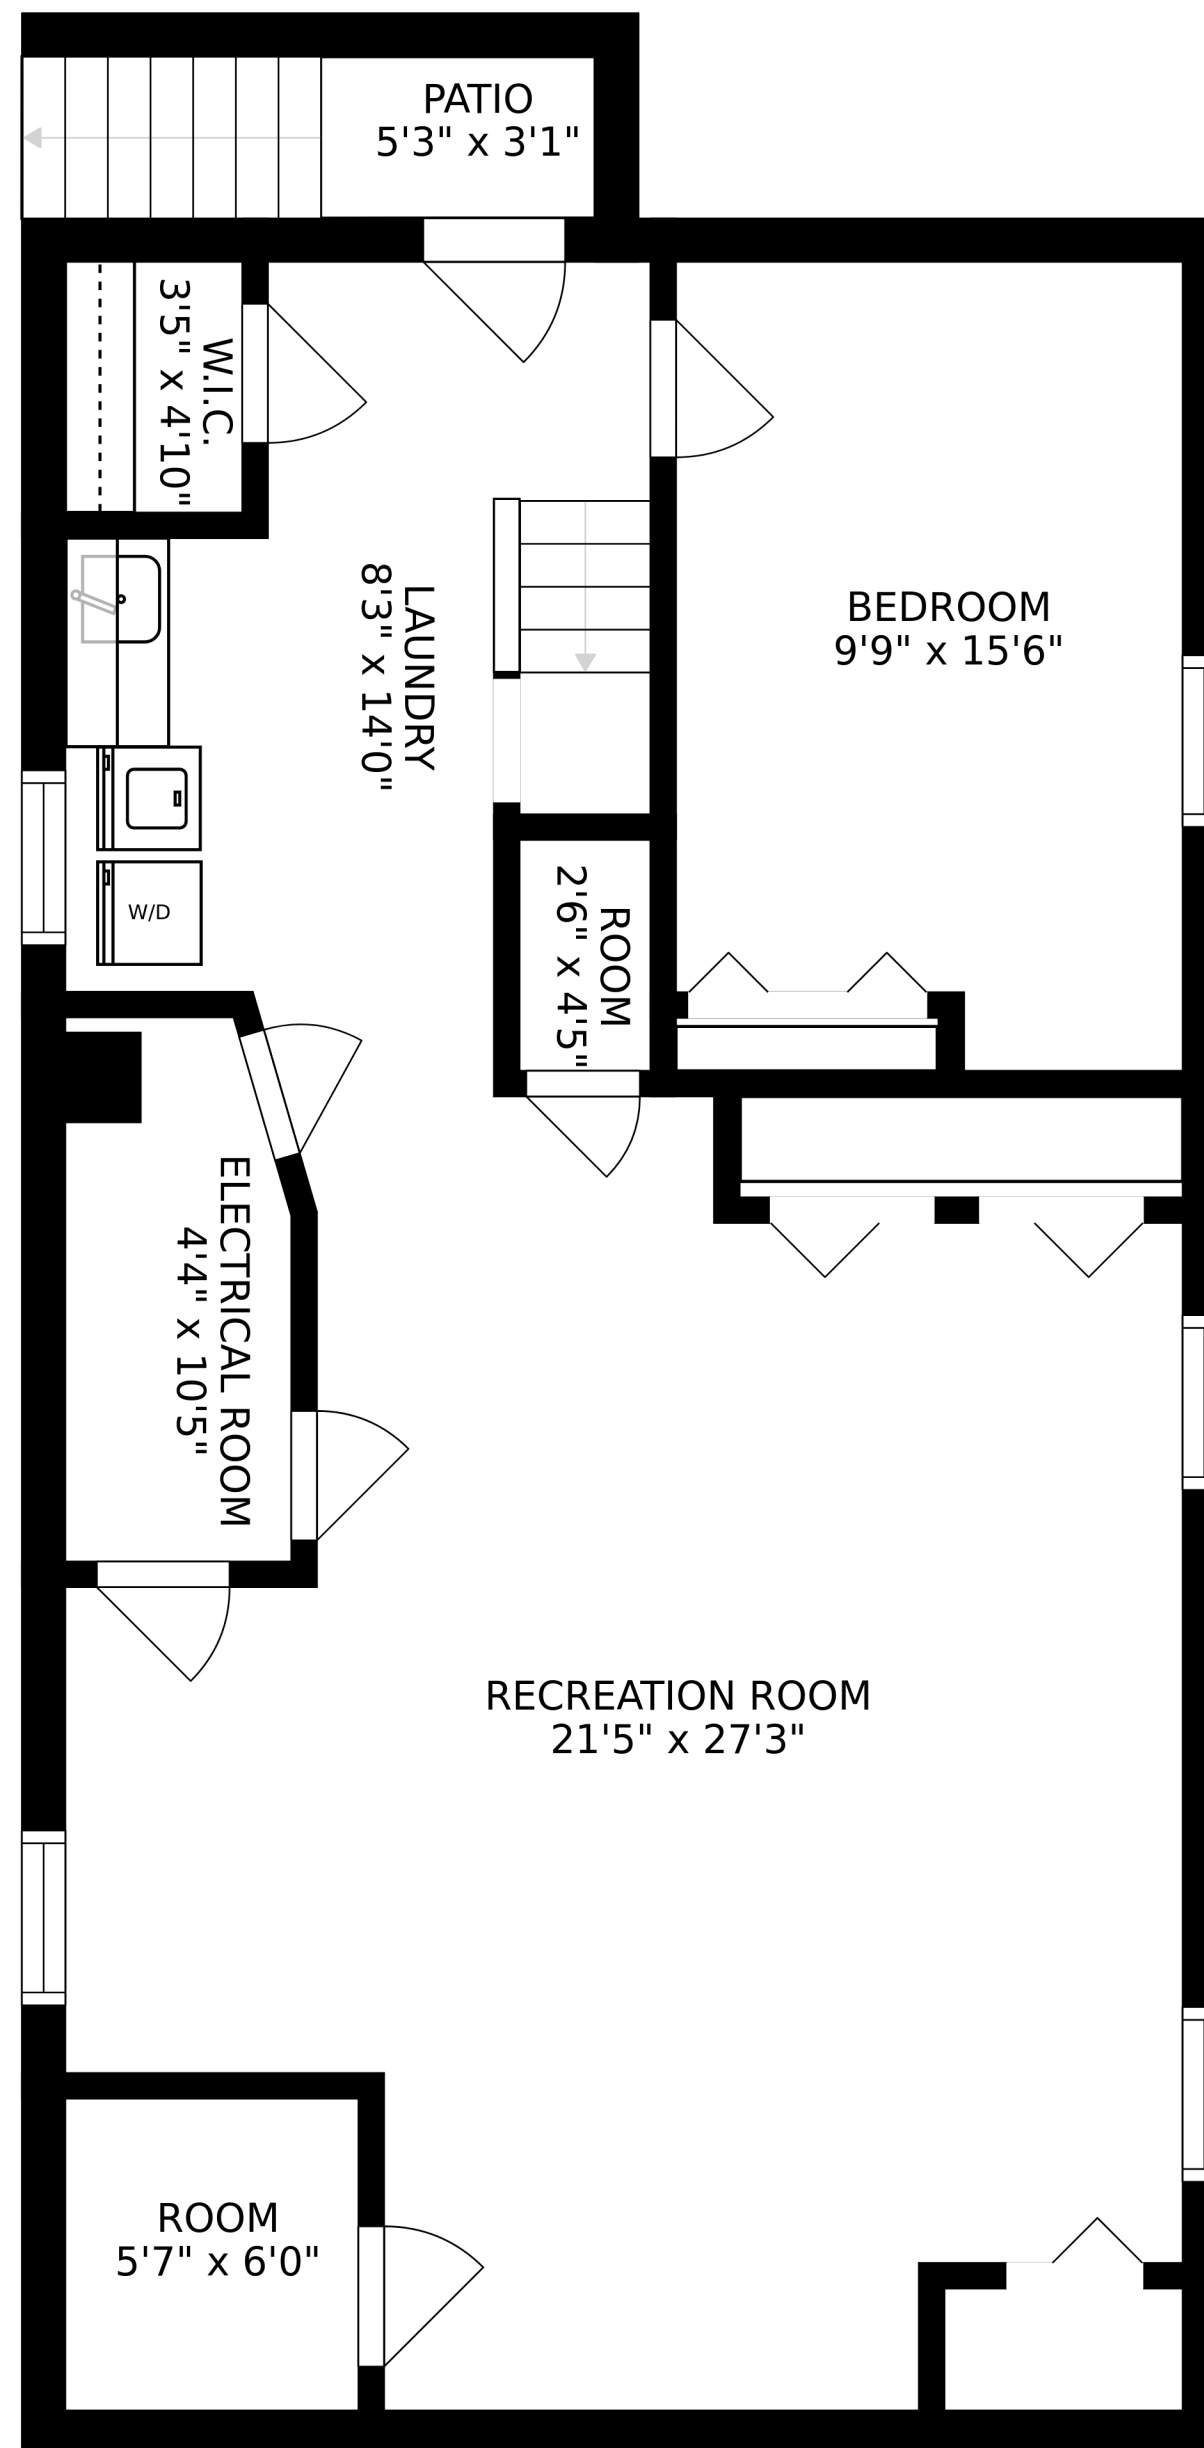 PATIO
5'3" x 3'1"
W.I.C.
3'5" x 4'10"
LAUNDRY
8'3" x 14'0"
BEDROOM
9'9" x 15'6"
W/D
ROOM
2'6" x 4'5"
ELECTRICAL ROOM
4'4" x 10'5"
RECREATION ROOM
21'5" x 27'3"
ROOM
5'7" x 6'0"